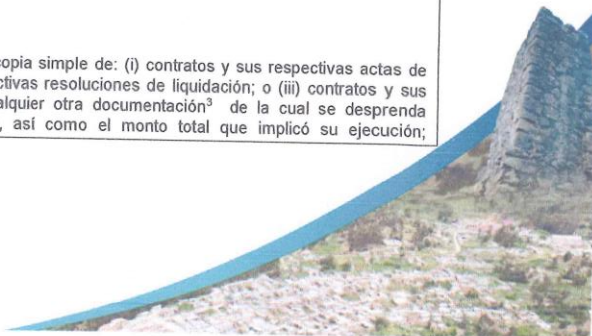 copia simple de: (i) contratos y sus respectivas actas de
ctivas resoluciones de liquidación; o (iii) contratos y sus
alquier otra documentación³ de la cual se desprenda
, así como el monto total que implicó su ejecución;